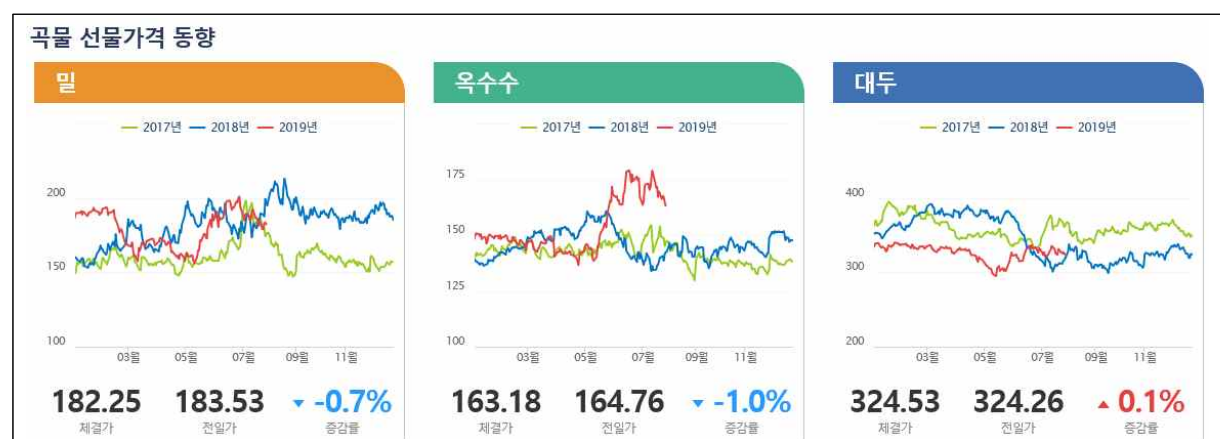 곡물 선물가격 동향
밀
2017년 2018년 2019년
200
150
100
03월 05월 07월 09월 11월
182.25 183.53 ▼ -0.7%
체결가 전일가 증감률
옥수수
2017년 2018년 2019년
175
150
125
100
03월 05월 07월 09월 11월
163.18 164.76 ▼ -1.0%
체결가 전일가 증감률
대두
2017년 2018년 2019년
400
300
200
03월 05월 07월 09월 11월
324.53 324.26 ▲ 0.1%
체결가 전일가 증감률